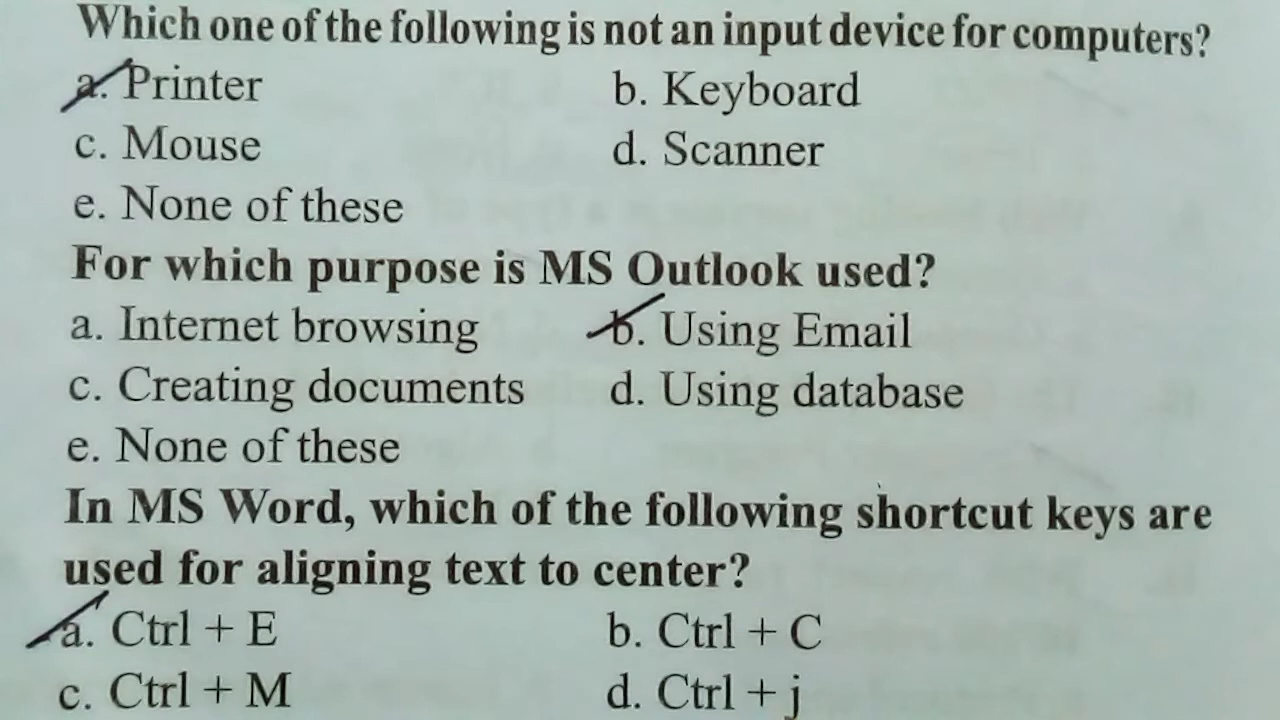 Which one of the following is not an input device for computers?
a. Printer b. Keyboard
c. Mouse d. Scanner
e. None of these
For which purpose is MS Outlook used?
a. Internet browsing b. Using Email
c. Creating documents d. Using database
e. None of these
In MS Word, which of the following shortcut keys are
used for aligning text to center?
a. Ctrl + E b. Ctrl + C
c. Ctrl + M d. Ctrl + j